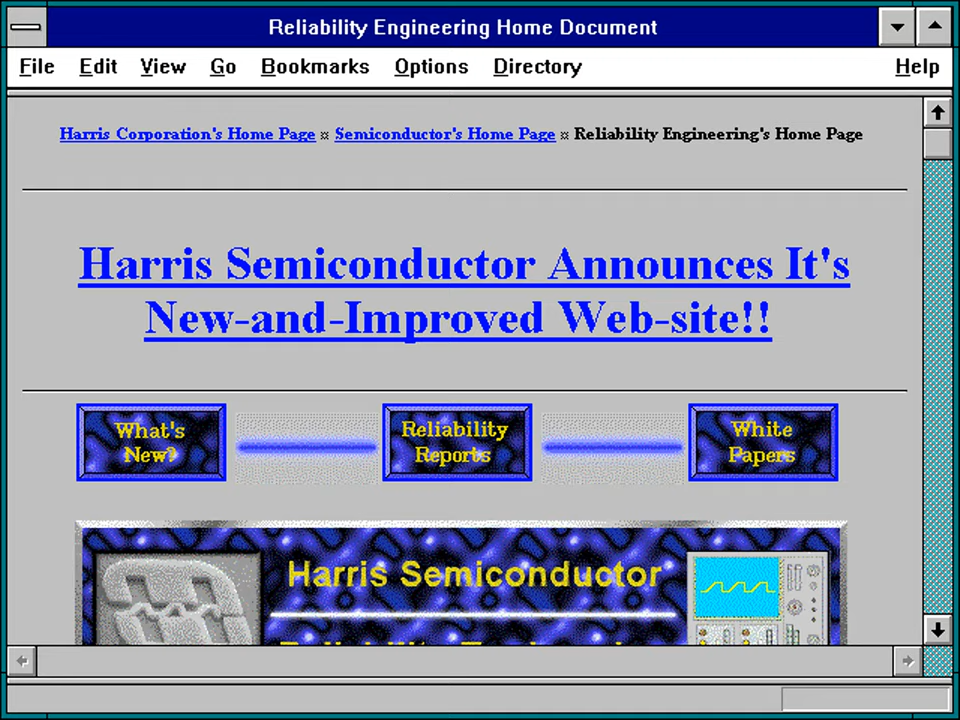 Reliability Engineering Home Document
File Edit View Go Bookmarks Options Directory Help
Harris Corporation's Home Page ¤ Semiconductor's Home Page ¤ Reliability Engineering's Home Page
Harris Semiconductor Announces It's
New-and-Improved Web-site!!
What's
New?
Reliability
Reports
White
Papers
Harris Semiconductor